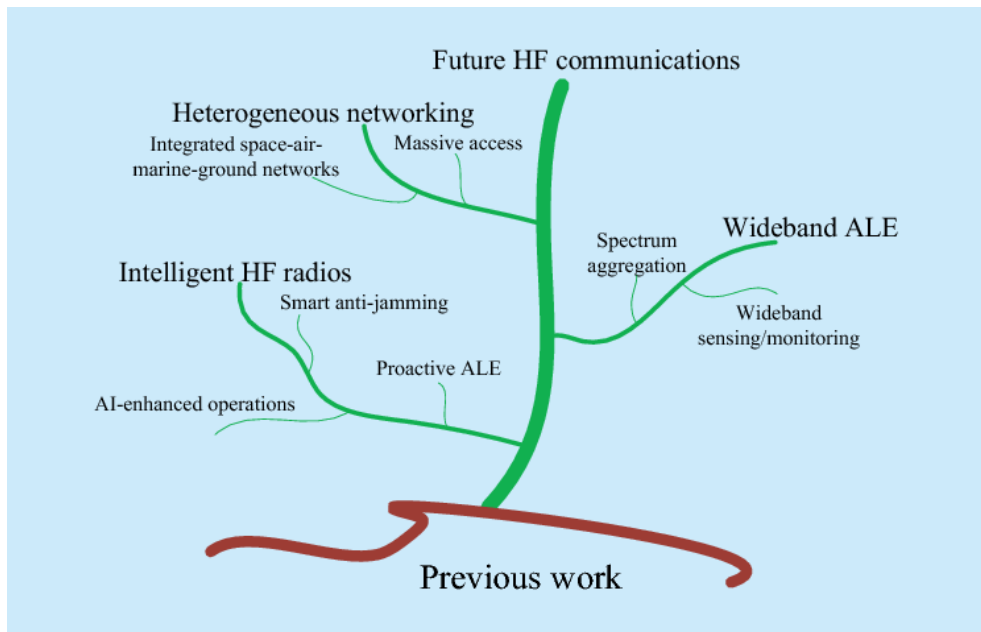 Future HF communications
Heterogeneous networking
Integrated space-air-
marine-ground networks
Massive access
Wideband ALE
Spectrum
aggregation
Wideband
sensing/monitoring
Intelligent HF radios
Smart anti-jamming
Proactive ALE
AI-enhanced operations
Previous work